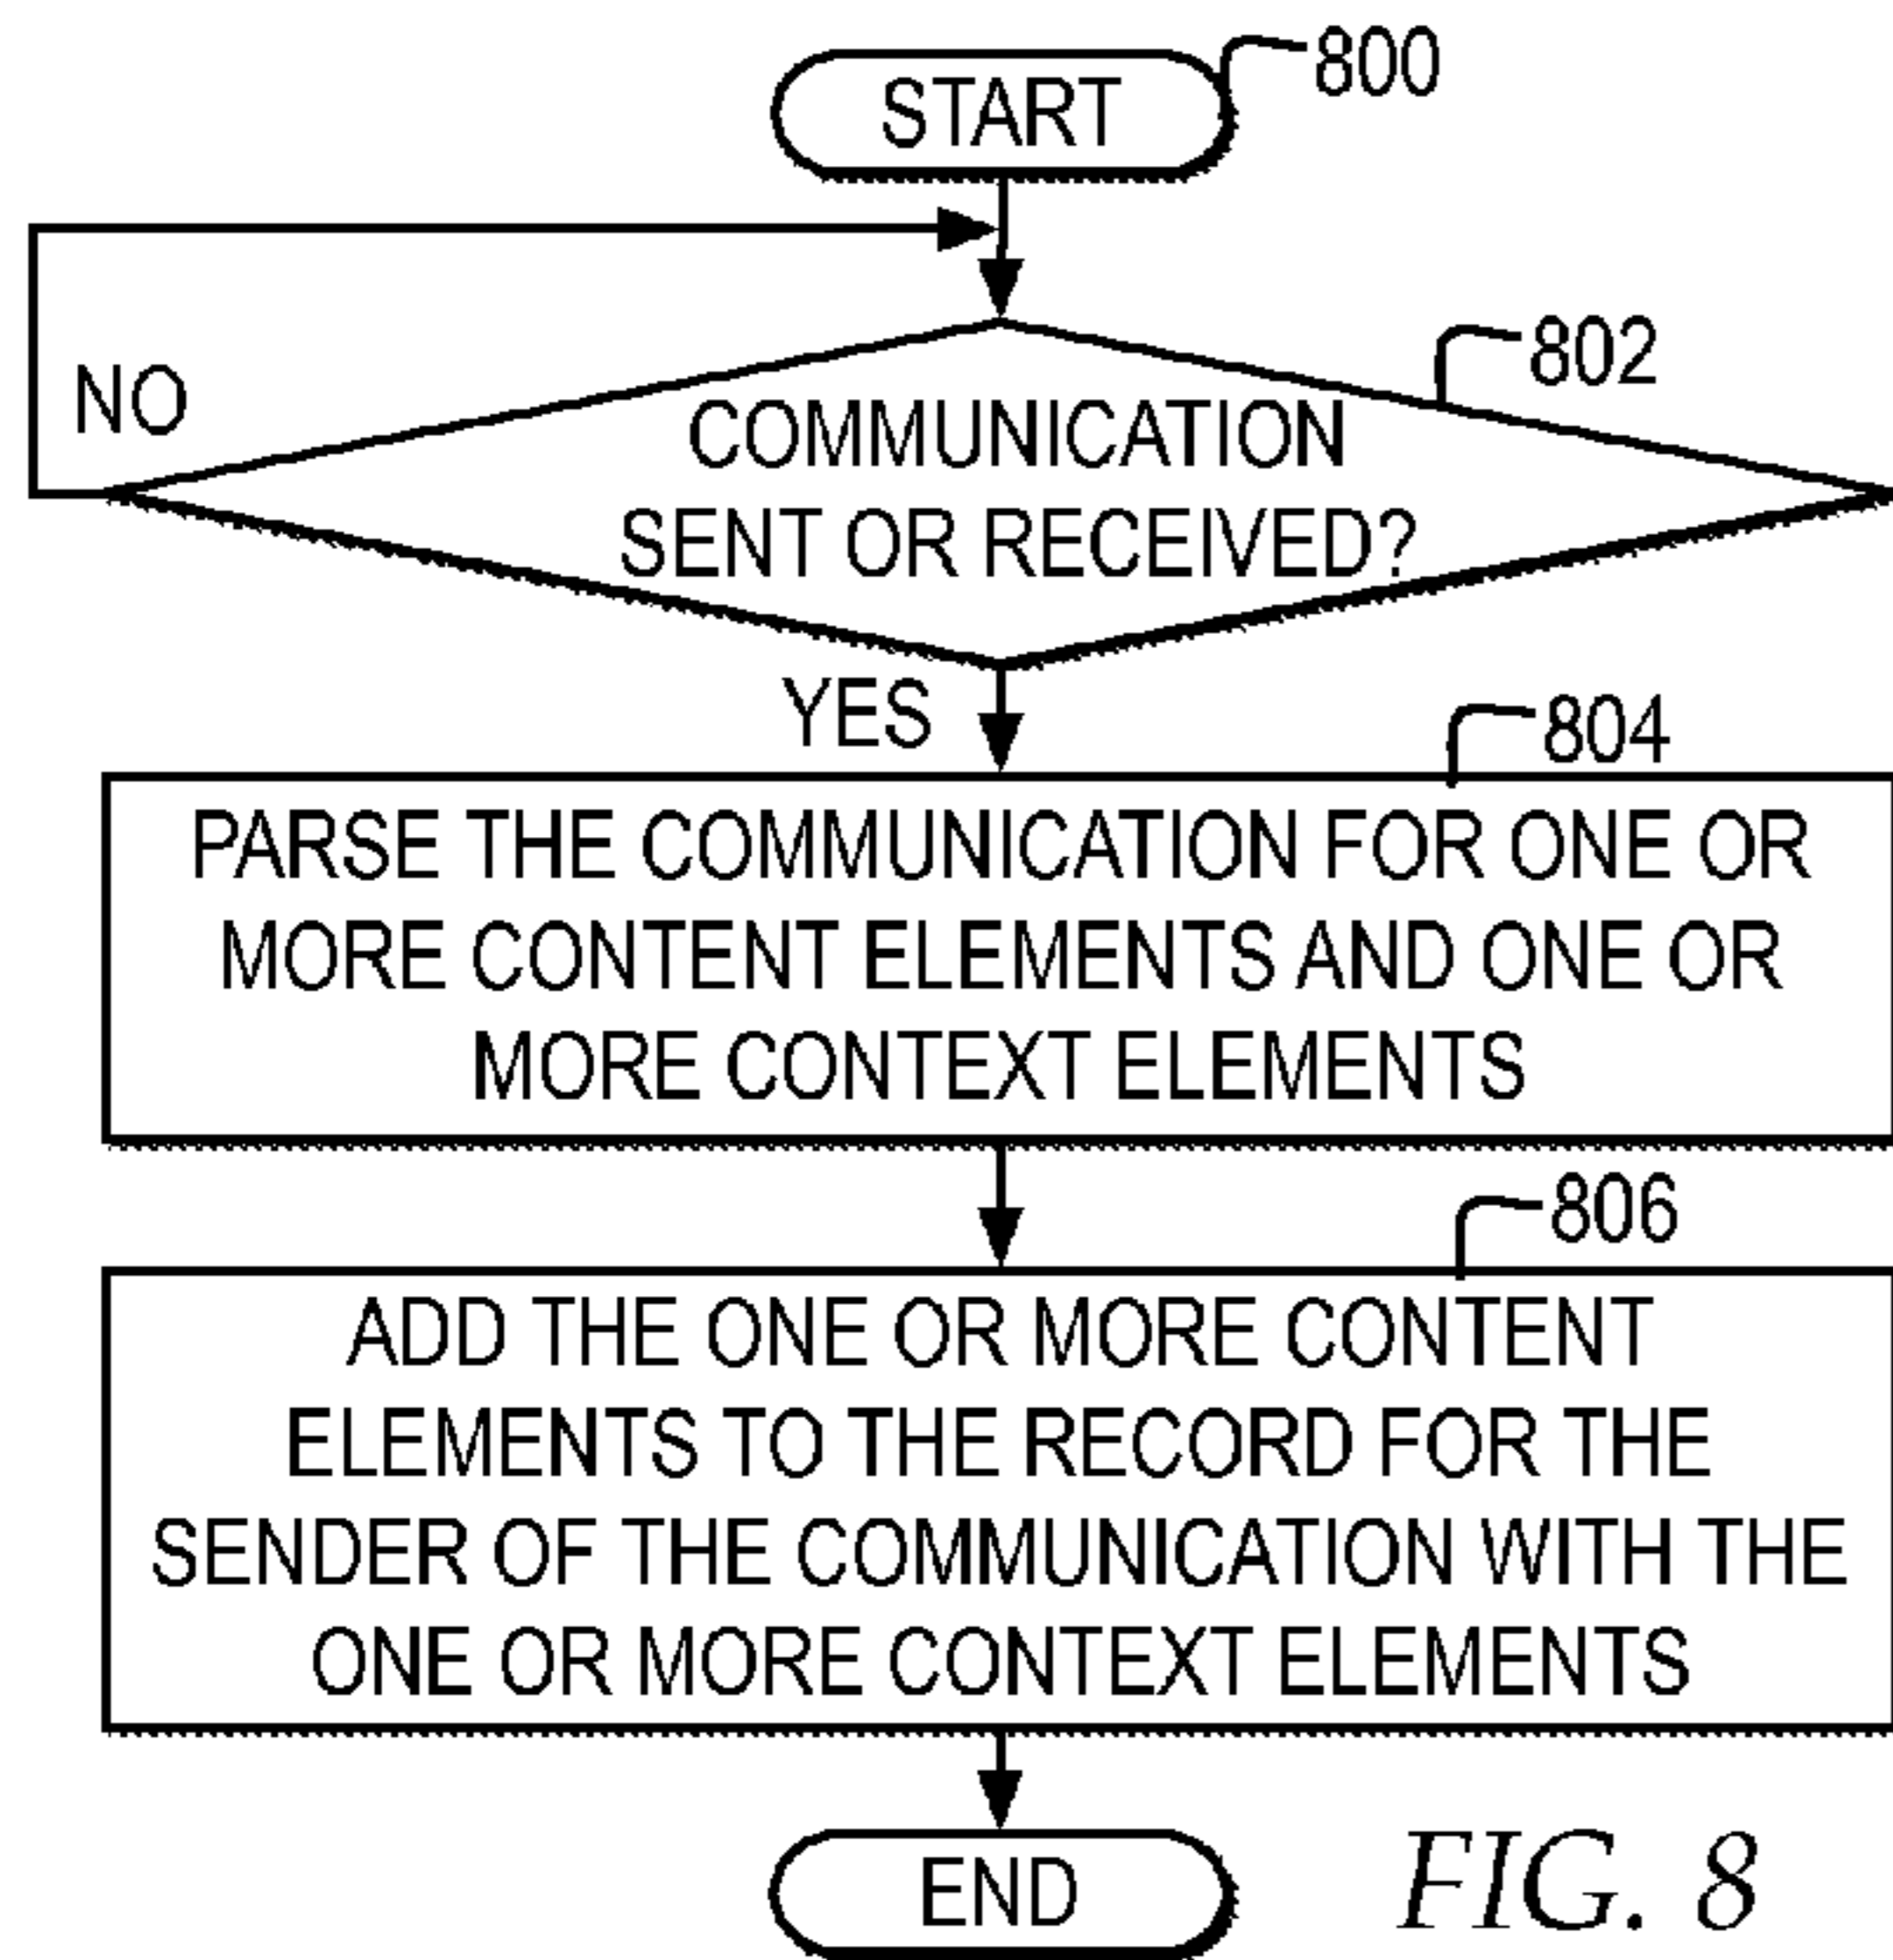 START
800
802
NO
COMMUNICATION
SENT OR RECEIVED?
YES
804
PARSE THE COMMUNICATION FOR ONE OR
MORE CONTENT ELEMENTS AND ONE OR
MORE CONTEXT ELEMENTS
806
ADD THE ONE OR MORE CONTENT
ELEMENTS TO THE RECORD FOR THE
SENDER OF THE COMMUNICATION WITH THE
ONE OR MORE CONTEXT ELEMENTS
END
FIG. 8